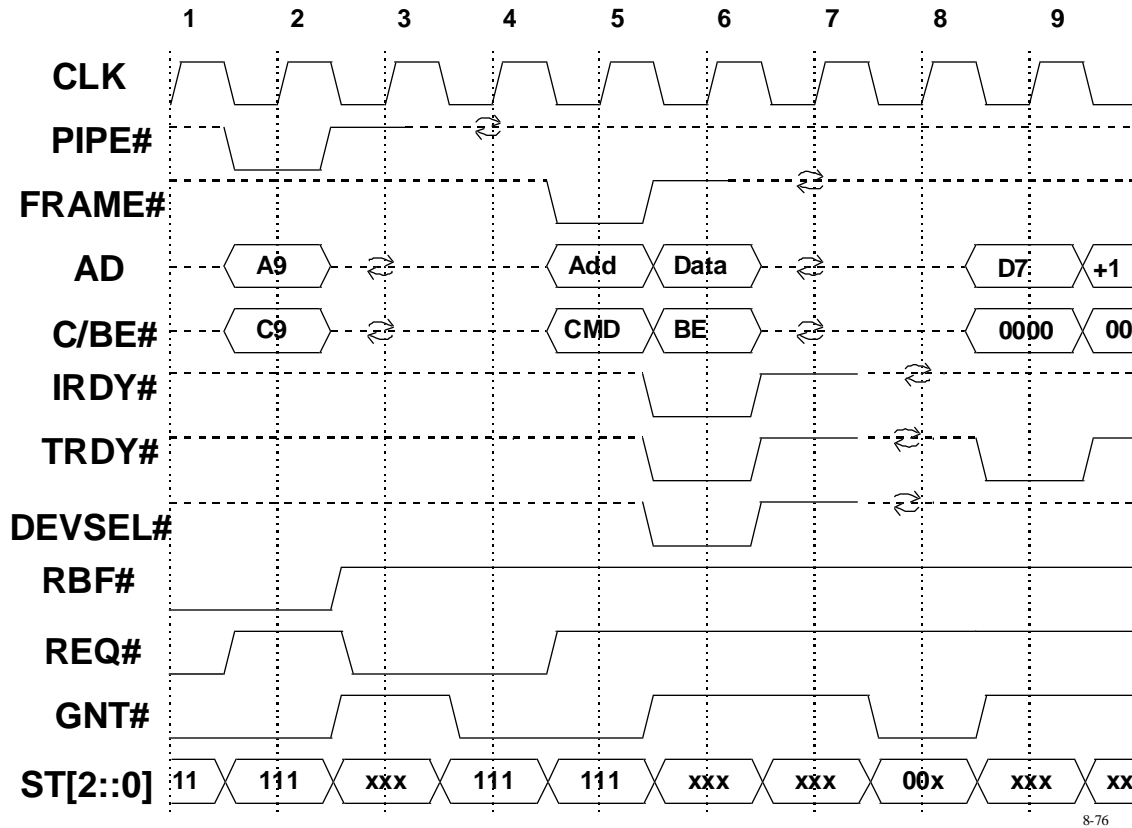 1 2 3 4 5 6 7 8 9
CLK
PIPE#
FRAME#
AD A9 Add Data D7 +1
C/BE# C9 CMD BE 0000 00
IRDY#
TRDY#
DEVSEL#
RBF#
REQ#
GNT#
ST[2::0] 11 111 xxx 111 111 xxx xxx 00x xxx xx
8-76